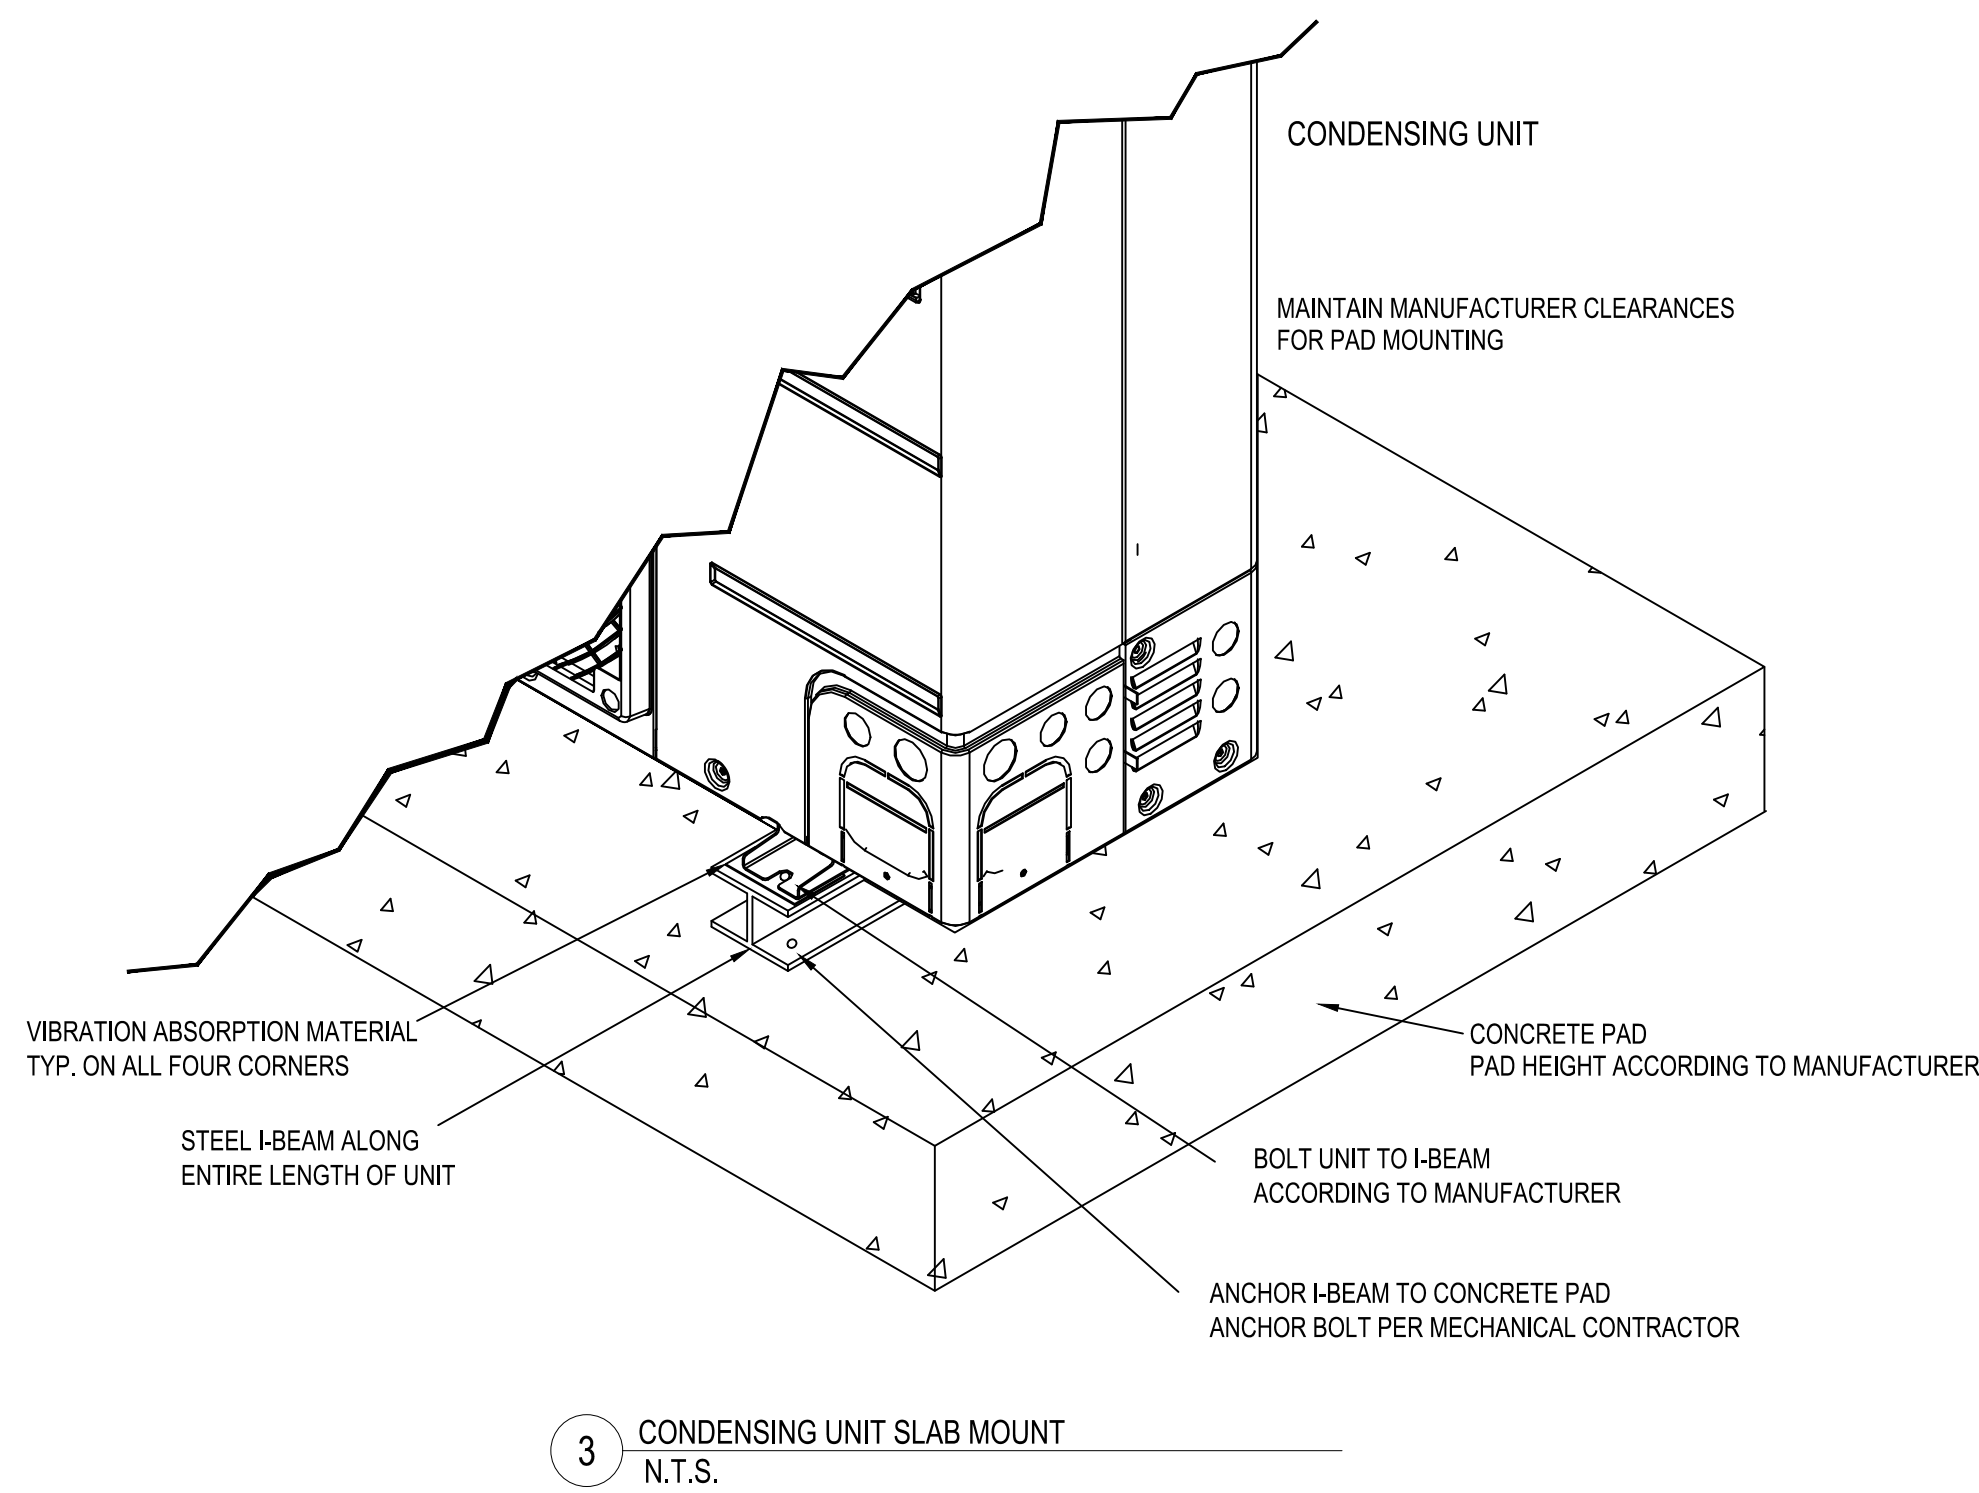 CONDENSING UNIT
MAINTAIN MANUFACTURER CLEARANCES
FOR PAD MOUNTING
VIBRATION ABSORPTION MATERIAL
TYP. ON ALL FOUR CORNERS
CONCRETE PAD
PAD HEIGHT ACCORDING TO MANUFACTURER
STEEL I-BEAM ALONG
ENTIRE LENGTH OF UNIT
BOLT UNIT TO I-BEAM
ACCORDING TO MANUFACTURER
ANCHOR I-BEAM TO CONCRETE PAD
ANCHOR BOLT PER MECHANICAL CONTRACTOR
3
CONDENSING UNIT SLAB MOUNT
N.T.S.